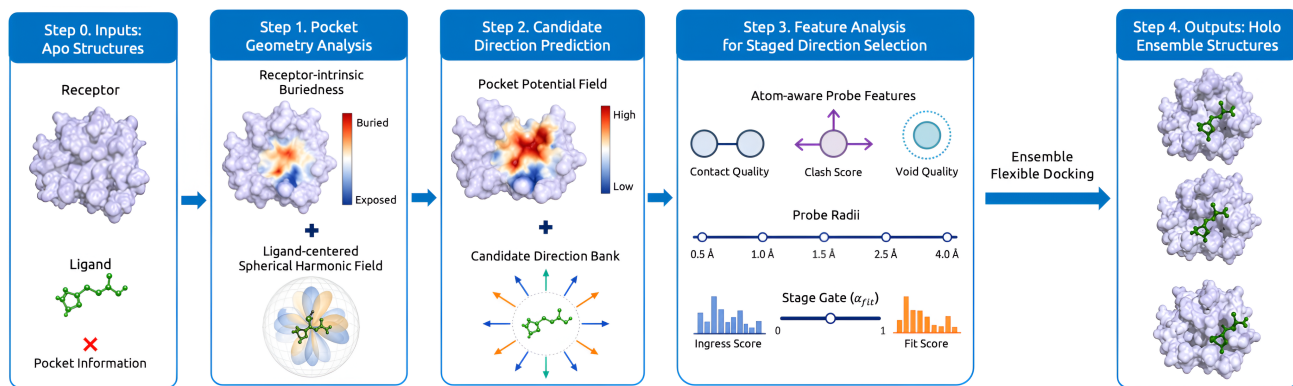 Step 0. Inputs:
Apo Structures
Receptor
Ligand
Pocket Information
Step 1. Pocket
Geometry Analysis
Receptor-intrinsic
Buriedness
Buried
Exposed
Ligand-centered
Spherical Harmonic Field
Step 2. Candidate
Direction Prediction
Pocket Potential Field
High
Low
Candidate Direction Bank
Step 3. Feature Analysis
for Staged Direction Selection
Atom-aware Probe Features
Contact Quality
Clash Score
Void Quality
Probe Radii
0.5 Å
1.0 Å
1.5 Å
2.5 Å
4.0 Å
Stage Gate (α_fit)
0
1
Ingress Score
Fit Score
Ensemble
Flexible Docking
Step 4. Outputs: Holo
Ensemble Structures